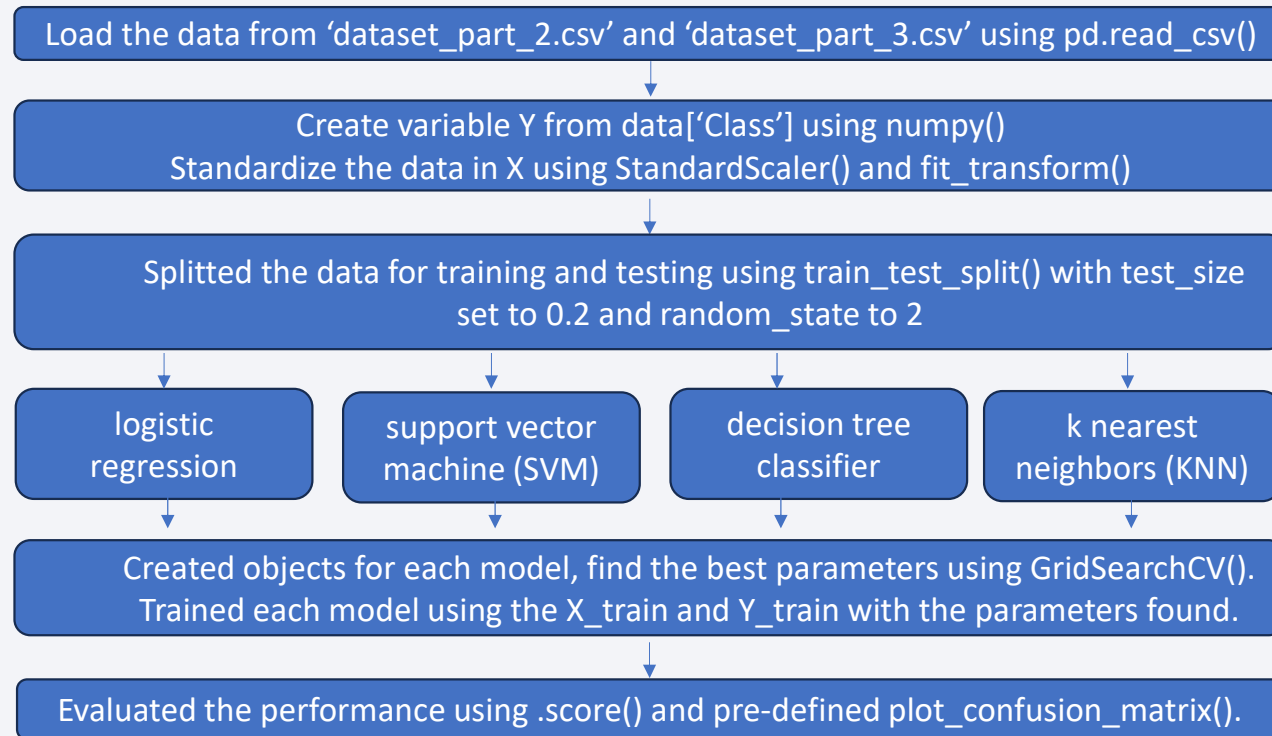 Load the data from ‘dataset_part_2.csv’ and ‘dataset_part_3.csv’ using pd.read_csv()
Create variable Y from data[‘Class’] using numpy()
Standardize the data in X using StandardScaler() and fit_transform()
Splitted the data for training and testing using train_test_split() with test_size
set to 0.2 and random_state to 2
logistic
regression
support vector
machine (SVM)
decision tree
classifier
k nearest
neighbors (KNN)
Created objects for each model, find the best parameters using GridSearchCV().
Trained each model using the X_train and Y_train with the parameters found.
Evaluated the performance using .score() and pre-defined plot_confusion_matrix().